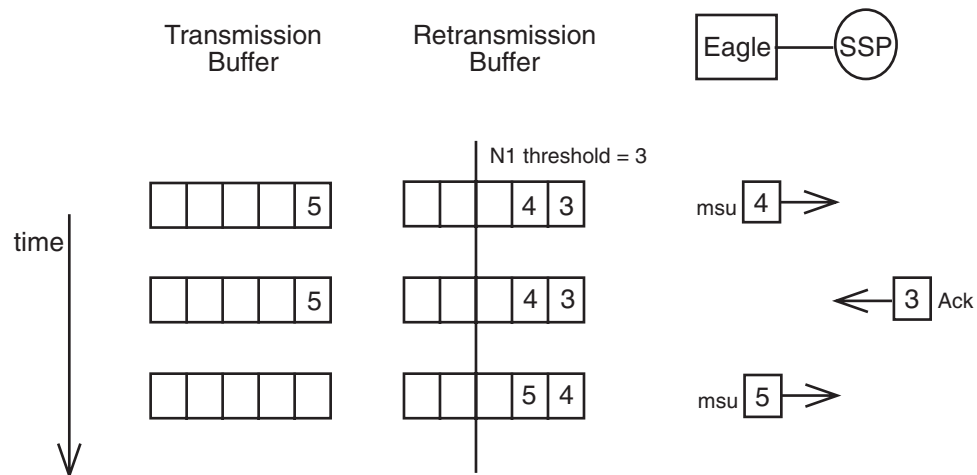 Transmission Buffer
Retransmission Buffer
Eagle
SSP
N1 threshold = 3
time
5
4 3
msu 4
5
4 3
3 Ack
5 4
msu 5